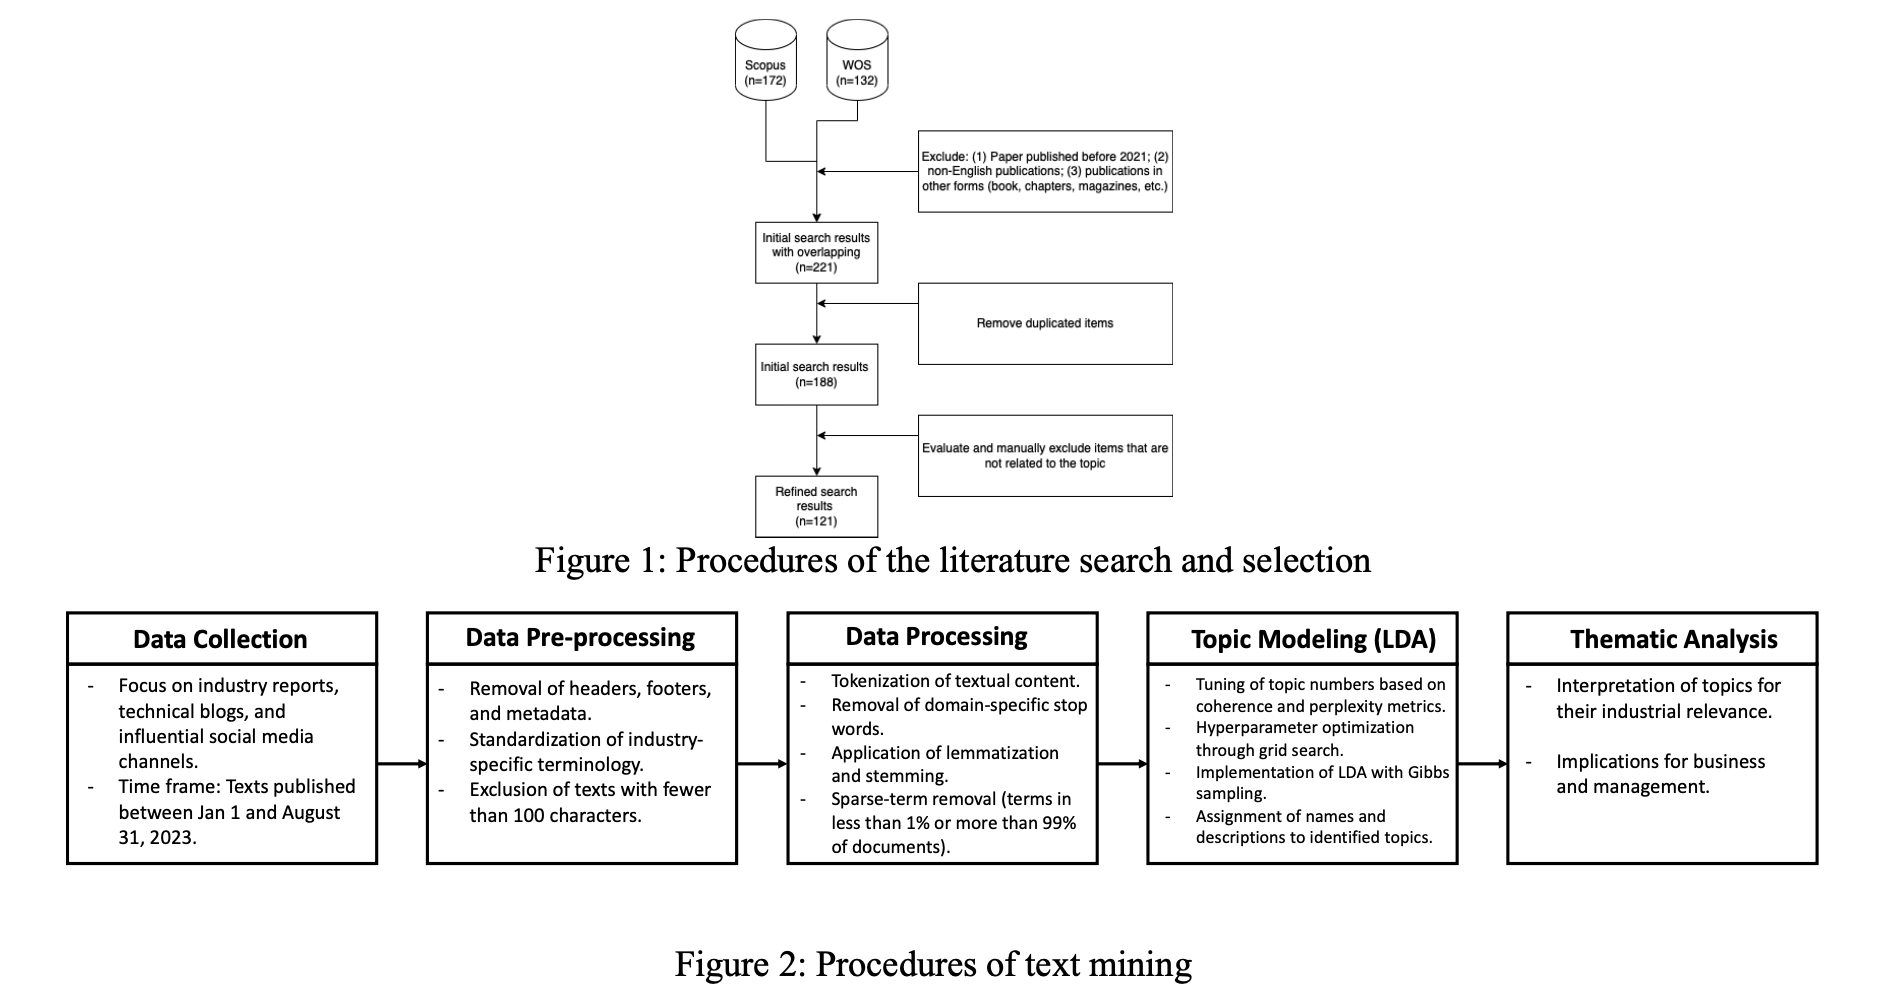 Scopus
(n=172)
WOS
(n=132)
Exclude: (1) Paper published before 2021; (2)
non-English publications; (3) publications in
other forms (book, chapters, magazines, etc.)
Initial search results
with overlapping
(n=221)
Remove duplicated items
Initial search results
(n=188)
Evaluate and manually exclude items that are
not related to the topic
Refined search
results
(n=121)
Figure 1: Procedures of the literature search and selection
Data Collection
- Focus on industry reports,
technical blogs, and
influential social media
channels.
- Time frame: Texts published
between Jan 1 and August
31, 2023.
Data Pre-processing
- Removal of headers, footers,
and metadata.
- Standardization of industry-
specific terminology.
- Exclusion of texts with fewer
than 100 characters.
Data Processing
- Tokenization of textual content.
- Removal of domain-specific stop
words.
- Application of lemmatization
and stemming.
- Sparse-term removal (terms in
less than 1% or more than 99%
of documents).
Topic Modeling (LDA)
- Tuning of topic numbers based on
coherence and perplexity metrics.
- Hyperparameter optimization
through grid search.
- Implementation of LDA with Gibbs
sampling.
- Assignment of names and
descriptions to identified topics.
Thematic Analysis
- Interpretation of topics for
their industrial relevance.
- Implications for business
and management.
Figure 2: Procedures of text mining